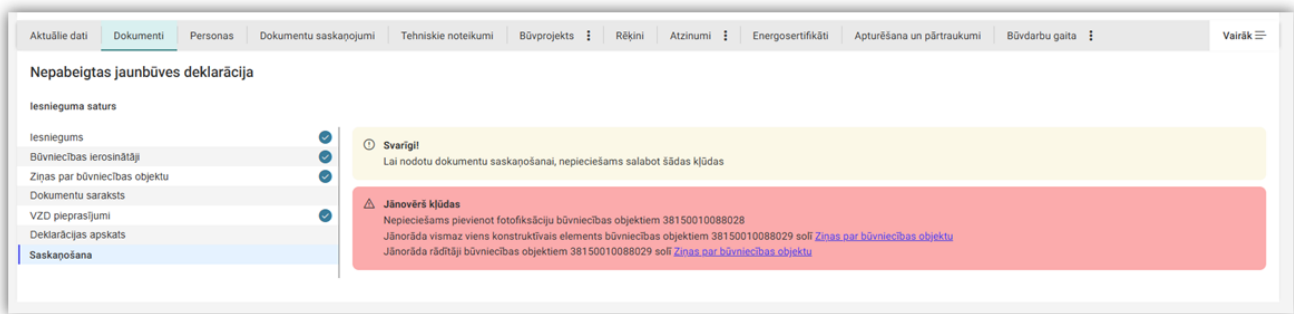 Aktuālie dati Dokumenti Personas Dokumentu saskaņojumi Tehniskie noteikumi Būvprojekts Rēķini Atzinumi Energosertifikāti Apturēšana un pārtraukumi Būvdarbu gaita Vairāk
Nepabeigtas jaunbūves deklarācija
Iesnieguma saturs
Iesniegums
Būvniecības ierosinātāji
Ziņas par būvniecības objektu
Dokumentu saraksts
VZD pieprasījumi
Deklarācijas apskats
Saskaņošana
Svarīgi!
Lai nodotu dokumentu saskaņošanai, nepieciešams salabot šādas kļūdas
Jānovērš kļūdas
Nepieciešams pievienot fotofiksāciju būvniecības objektiem 38150010088028
Jānorāda vismaz viens konstruktīvais elements būvniecības objektiem 38150010088029 solī Ziņas par būvniecības objektu
Jānorāda rādītāji būvniecības objektiem 38150010088029 solī Ziņas par būvniecības objektu